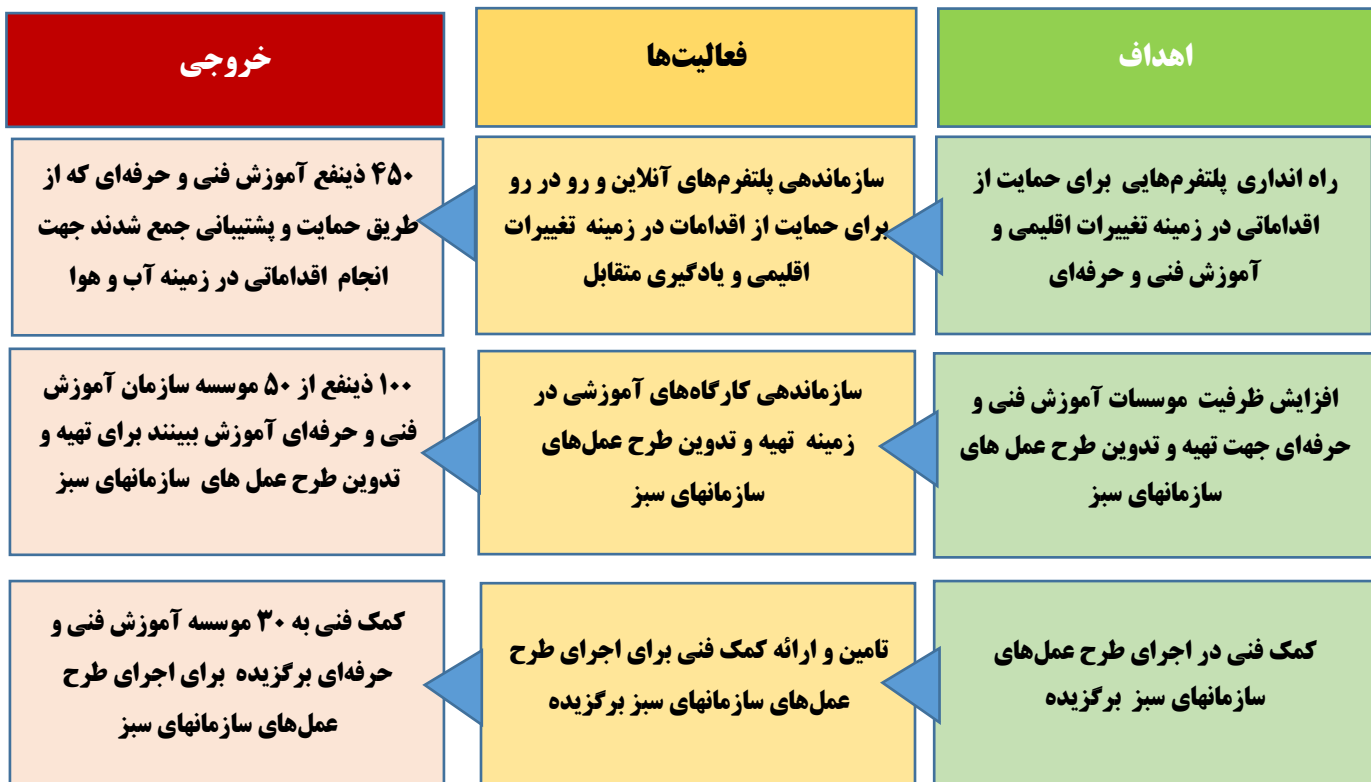 اهداف
فعالیت‌ها
خروجی
راه انداری پلتفرم‌هایی برای حمایت از
اقداماتی در زمینه تغییرات اقلیمی و
آموزش فنی و حرفه‌ای
سازماندهی پلتفرم‌های آنلاین و رو در رو
برای حمایت از اقدامات در زمینه تغییرات
اقلیمی و یادگیری متقابل
۴۵۰ ذینفع آموزش فنی و حرفه‌ای که از
طریق حمایت و پشتیبانی جمع شدند جهت
انجام اقداماتی در زمینه آب و هوا
افزایش ظرفیت موسسات آموزش فنی و
حرفه‌ای جهت تهیه و تدوین طرح عمل های
سازمانهای سبز
سازماندهی کارگاه‌های آموزشی در
زمینه تهیه و تدوین طرح عمل‌های
سازمانهای سبز
۱۰۰ ذینفع از ۵۰ موسسه سازمان آموزش
فنی و حرفه‌ای آموزش ببینند برای تهیه و
تدوین طرح عمل های سازمانهای سبز
کمک فنی در اجرای طرح عمل‌های
سازمانهای سبز برگزیده
تامین و ارائه کمک فنی برای اجرای طرح
عمل‌های سازمانهای سبز برگزیده
کمک فنی به ۳۰ موسسه آموزش فنی و
حرفه‌ای برگزیده برای اجرای طرح
عمل‌های سازمانهای سبز